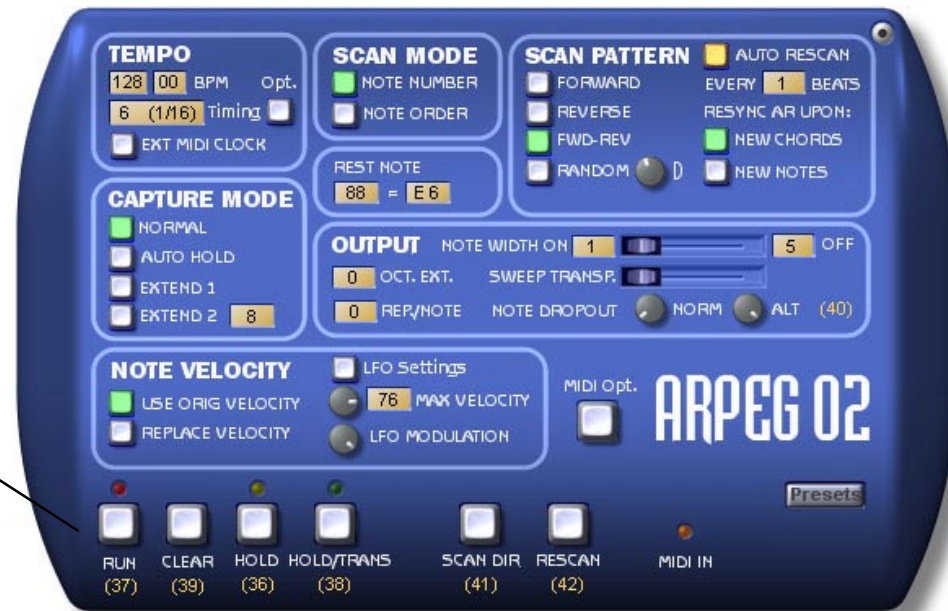 TEMPO
128 00 BPM Opt.
6 (1/16) Timing
EXT MIDI CLOCK
SCAN MODE
NOTE NUMBER
NOTE ORDER
REST NOTE
88 = E 6
SCAN PATTERN
FORWARD
REVERSE
FWD-REV
RANDOM D
AUTO RESCAN
EVERY 1 BEATS
RESYNC AR UPON:
NEW CHORDS
NEW NOTES
CAPTURE MODE
NORMAL
AUTO HOLD
EXTEND 1
EXTEND 2 8
OUTPUT NOTE WIDTH ON 1 5 OFF
0 OCT. EXT. SWEEP TRANSP.
0 REP./NOTE NOTE DROPOUT NORM ALT (40)
NOTE VELOCITY
USE ORIG VELOCITY
REPLACE VELOCITY
LFO Settings
76 MAX VELOCITY
LFO MODULATION
MIDI Opt.
ARPEG 02
Presets
RUN CLEAR HOLD HOLD/TRANS SCAN DIR RESCAN MIDI IN
(37) (39) (36) (38) (41) (42)